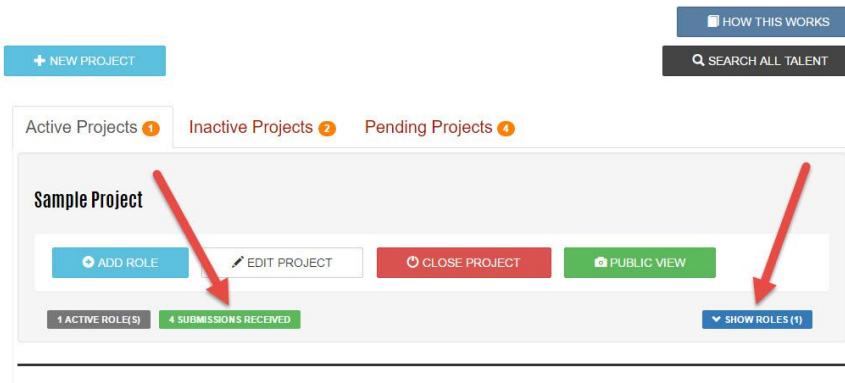 HOW THIS WORKS
NEW PROJECT
SEARCH ALL TALENT
Active Projects 1 Inactive Projects 2 Pending Projects 4
Sample Project
ADD ROLE EDIT PROJECT CLOSE PROJECT PUBLIC VIEW
1 ACTIVE ROLE(S) 4 SUBMISSIONS RECEIVED SHOW ROLES (1)